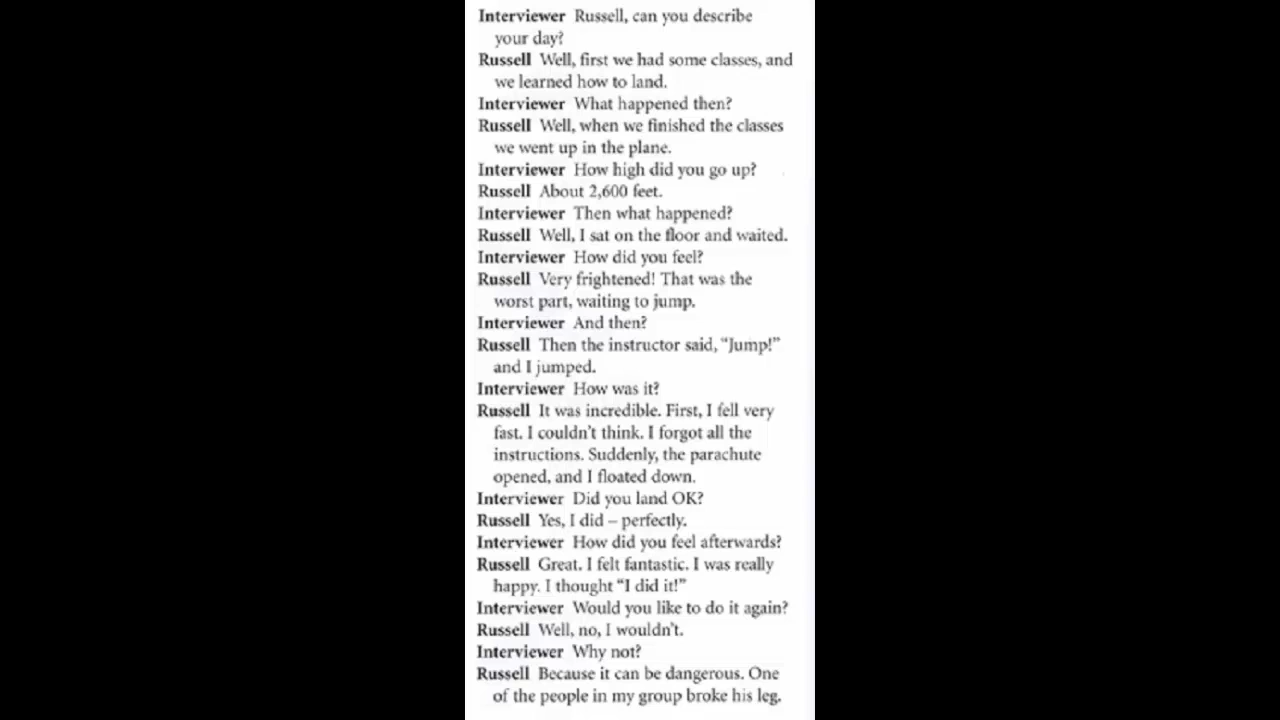 Interviewer Russell, can you describe
your day?
Russell Well, first we had some classes, and
we learned how to land.
Interviewer What happened then?
Russell Well, when we finished the classes
we went up in the plane.
Interviewer How high did you go up?
Russell About 2,600 feet.
Interviewer Then what happened?
Russell Well, I sat on the floor and waited.
Interviewer How did you feel?
Russell Very frightened! That was the
worst part, waiting to jump.
Interviewer And then?
Russell Then the instructor said, “Jump!”
and I jumped.
Interviewer How was it?
Russell It was incredible. First, I fell very
fast. I couldn’t think. I forgot all the
instructions. Suddenly, the parachute
opened, and I floated down.
Interviewer Did you land OK?
Russell Yes, I did – perfectly.
Interviewer How did you feel afterwards?
Russell Great. I felt fantastic. I was really
happy. I thought “I did it!”
Interviewer Would you like to do it again?
Russell Well, no, I wouldn’t.
Interviewer Why not?
Russell Because it can be dangerous. One
of the people in my group broke his leg.